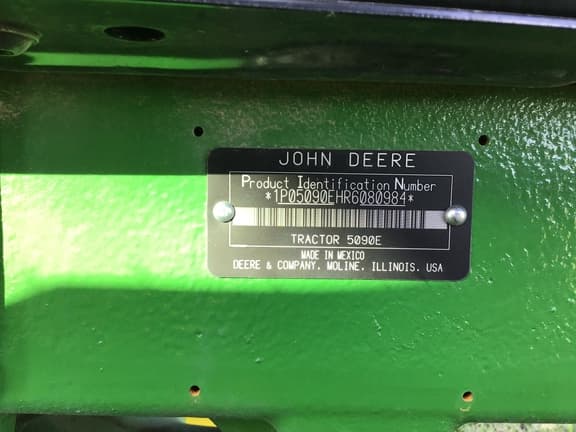 JOHN DEERE
Product Identification Number
*1P05090EHR6080984*
TRACTOR 5090E
MADE IN MEXICO
DEERE & COMPANY. MOLINE. ILLINOIS. USA